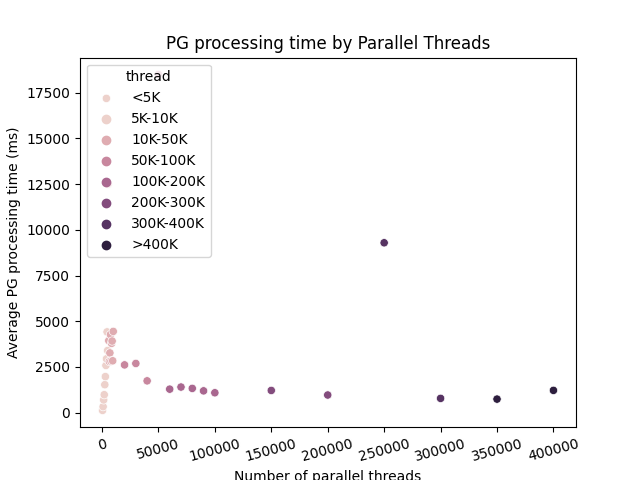 PG processing time by Parallel Threads
thread
<5K
5K-10K
10K-50K
50K-100K
100K-200K
200K-300K
300K-400K
>400K
17500
15000
12500
10000
7500
5000
2500
0
Average PG processing time (ms)
0
50000
100000
150000
200000
250000
300000
350000
400000
Number of parallel threads